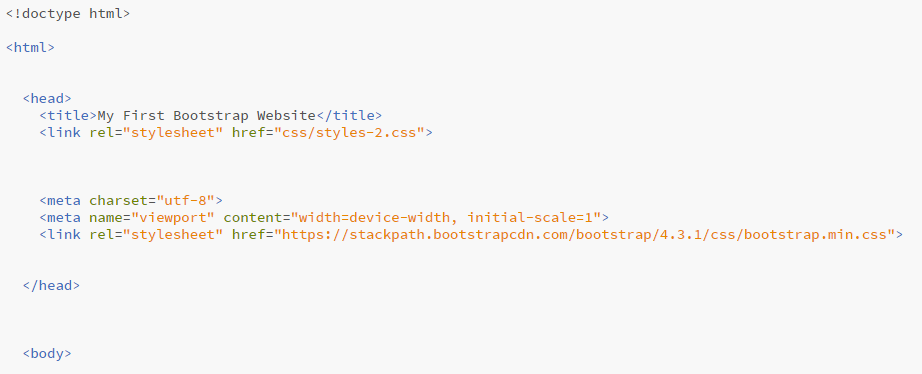 <!doctype html>
<html>
<head>
<title>My First Bootstrap Website</title>
<link rel="stylesheet" href="css/styles-2.css">
<meta charset="utf-8">
<meta name="viewport" content="width=device-width, initial-scale=1">
<link rel="stylesheet" href="https://stackpath.bootstrapcdn.com/bootstrap/4.3.1/css/bootstrap.min.css">
</head>
<body>